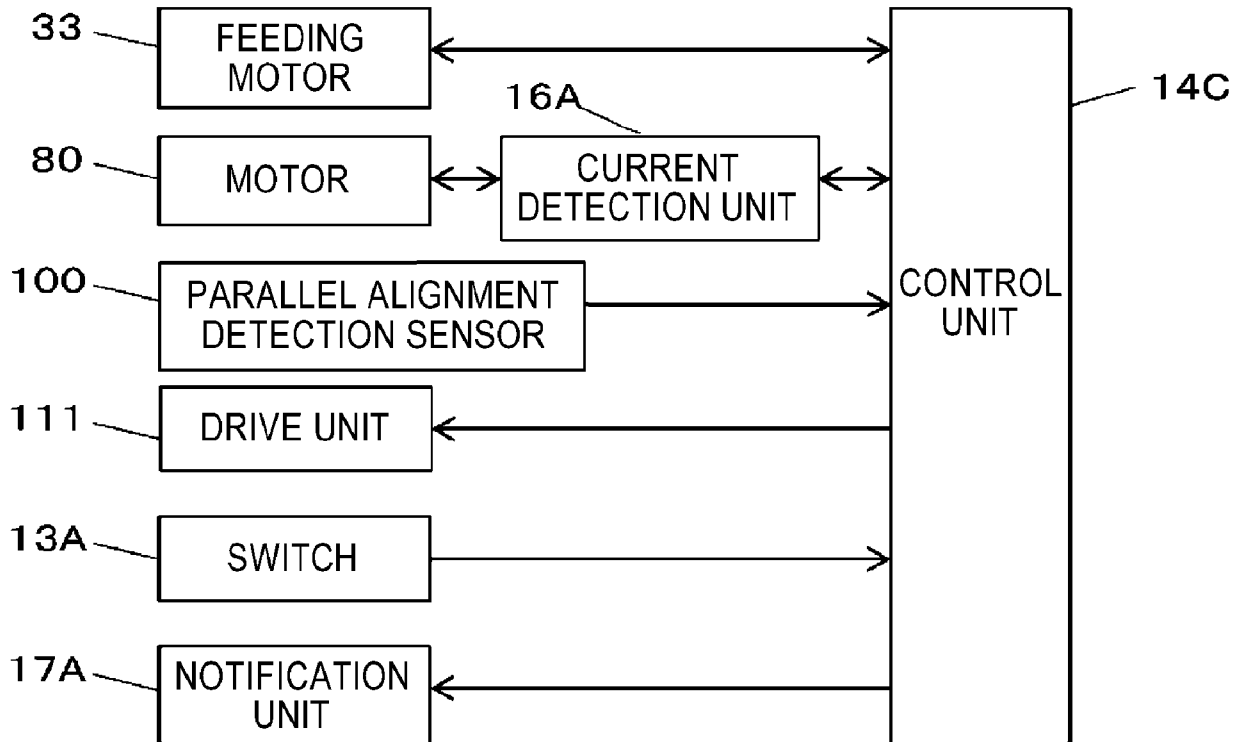 33
FEEDING
MOTOR
14C
16A
80
MOTOR
CURRENT
DETECTION UNIT
100
PARALLEL ALIGNMENT
DETECTION SENSOR
CONTROL
UNIT
111
DRIVE UNIT
13A
SWITCH
17A
NOTIFICATION
UNIT